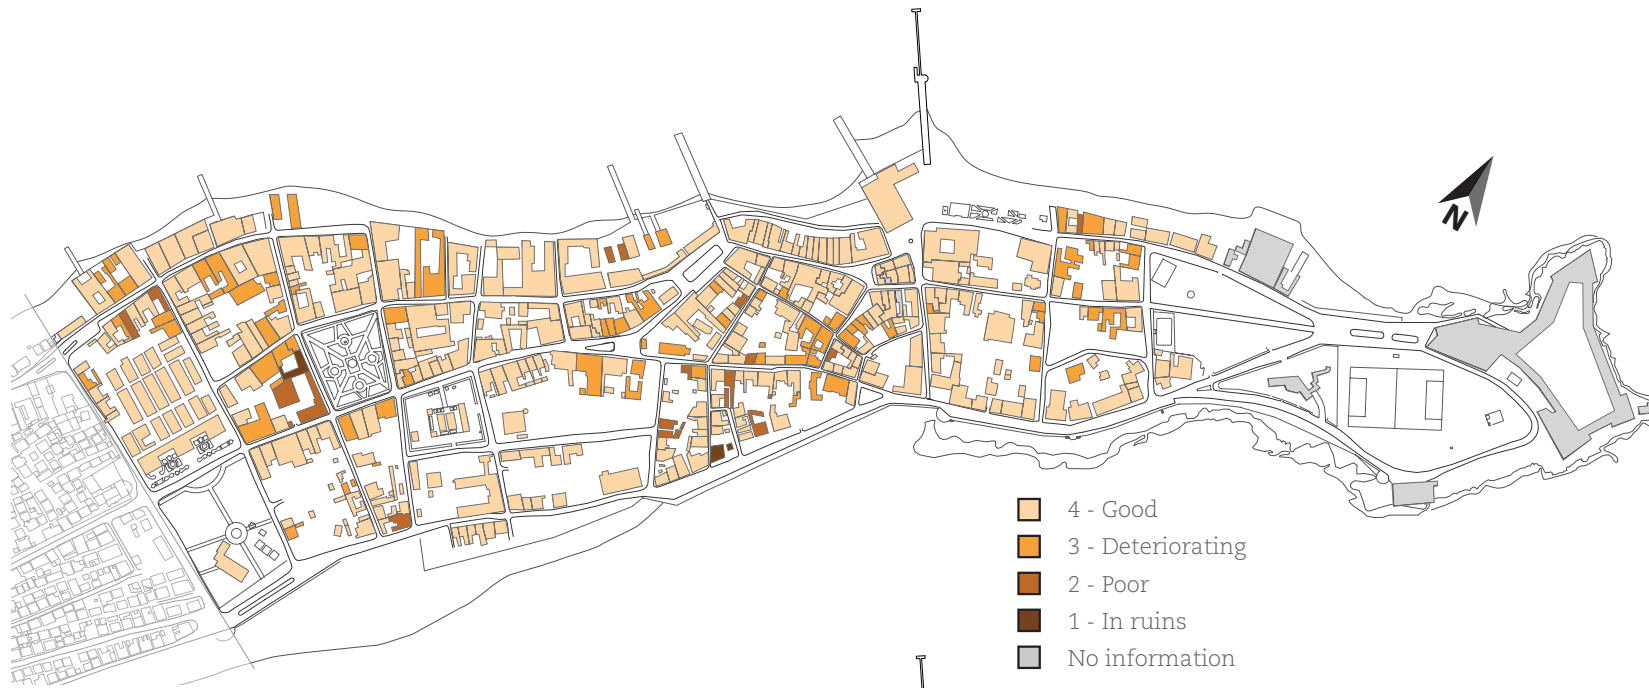 N
4 - Good
3 - Deteriorating
2 - Poor
1 - In ruins
No information